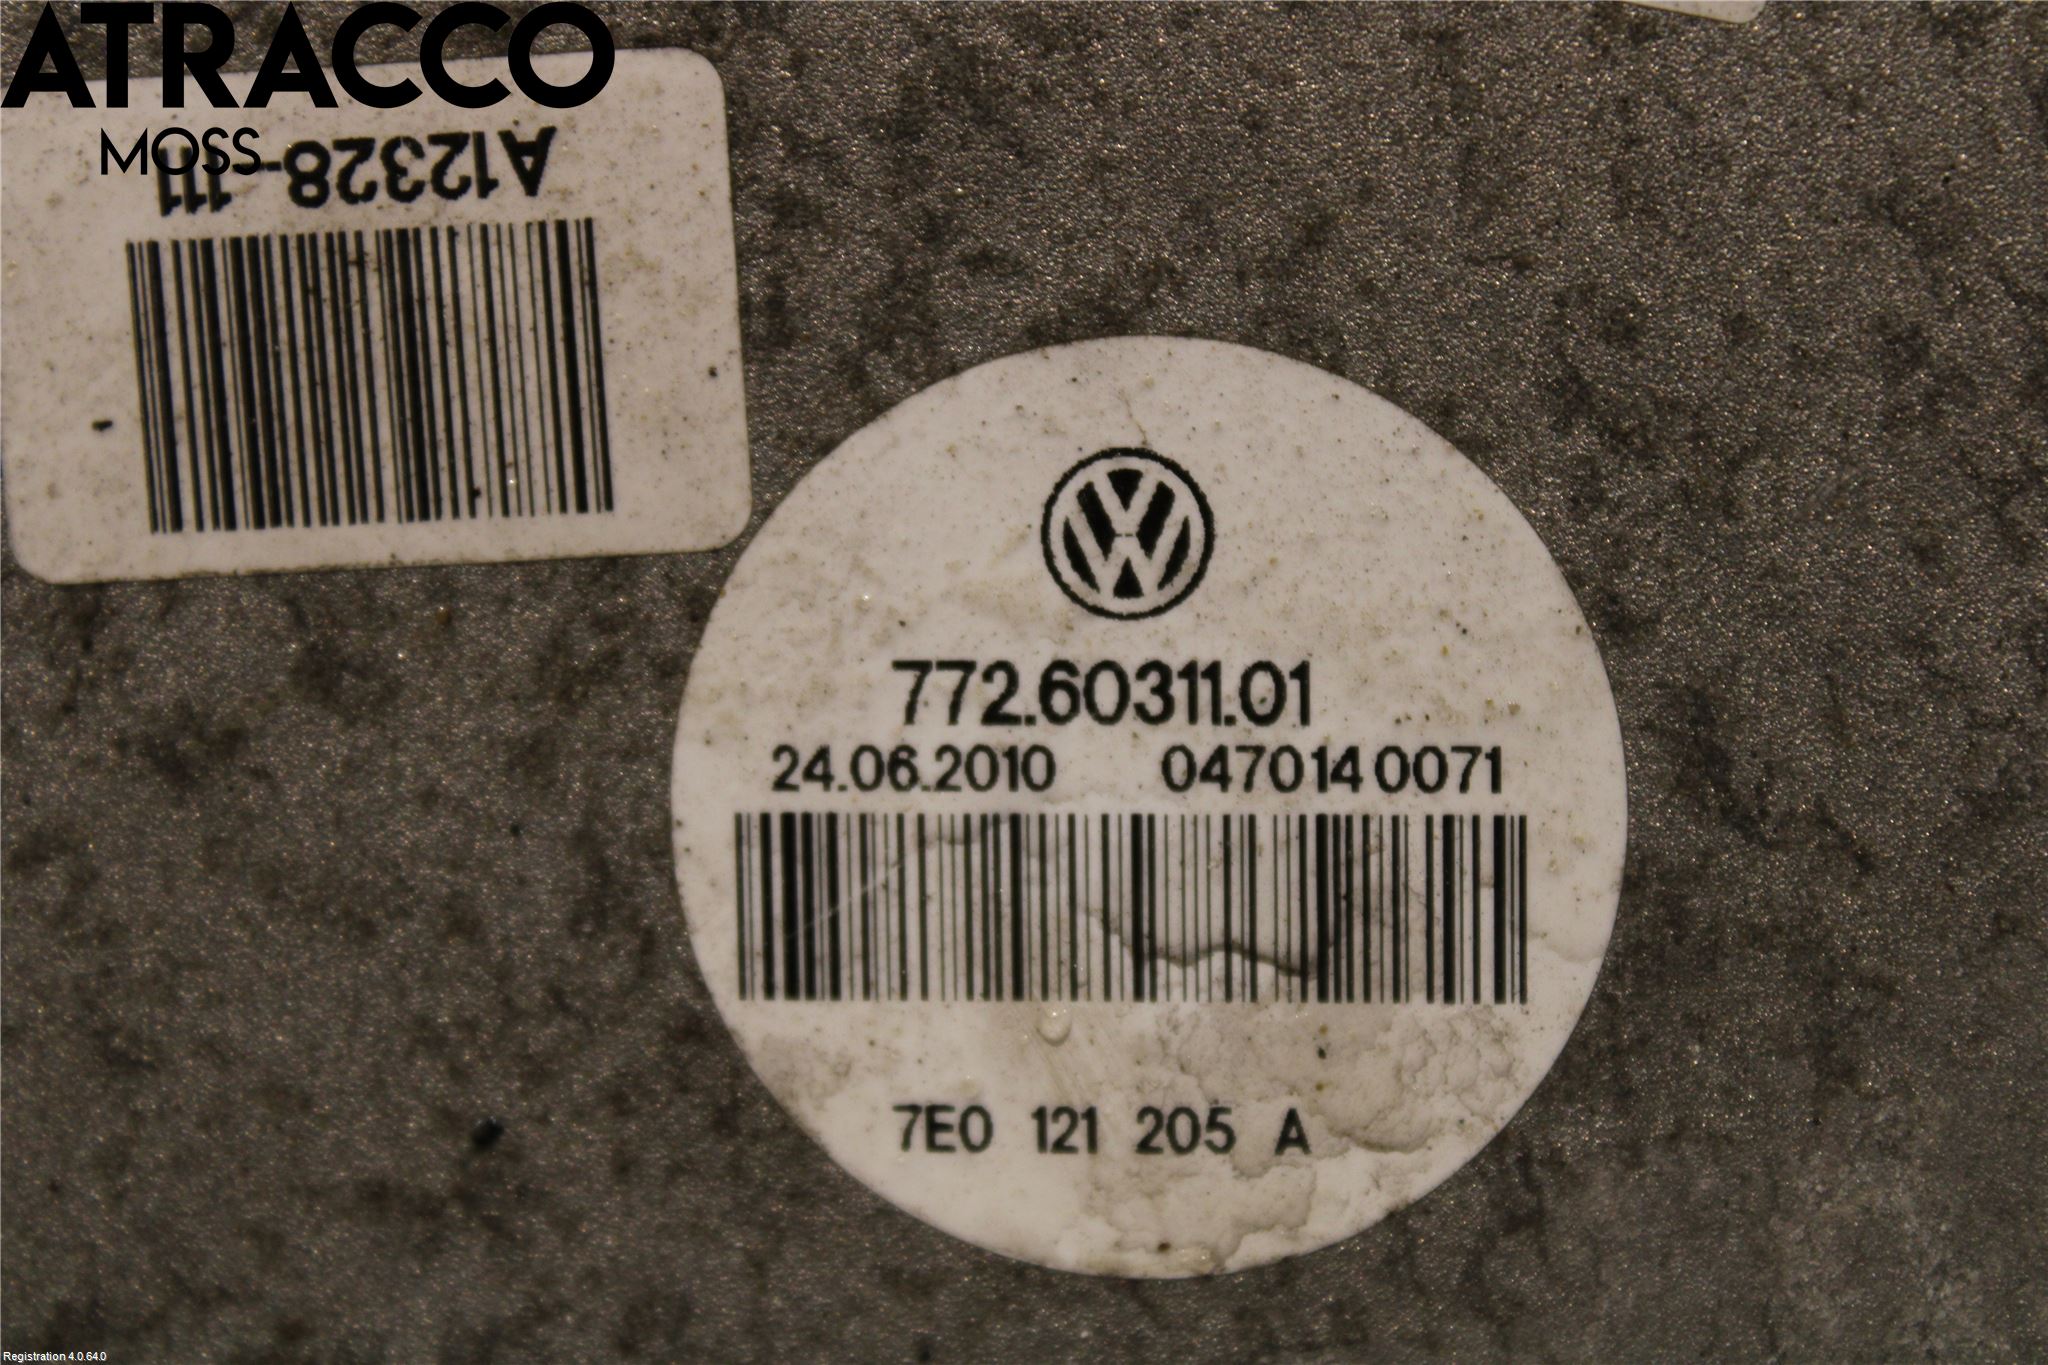 ATRACCO
MOSS
A12328-111
772.60311.01
24.06.2010 0470140071
7E0 121 205 A
Registration 4.0.64.0